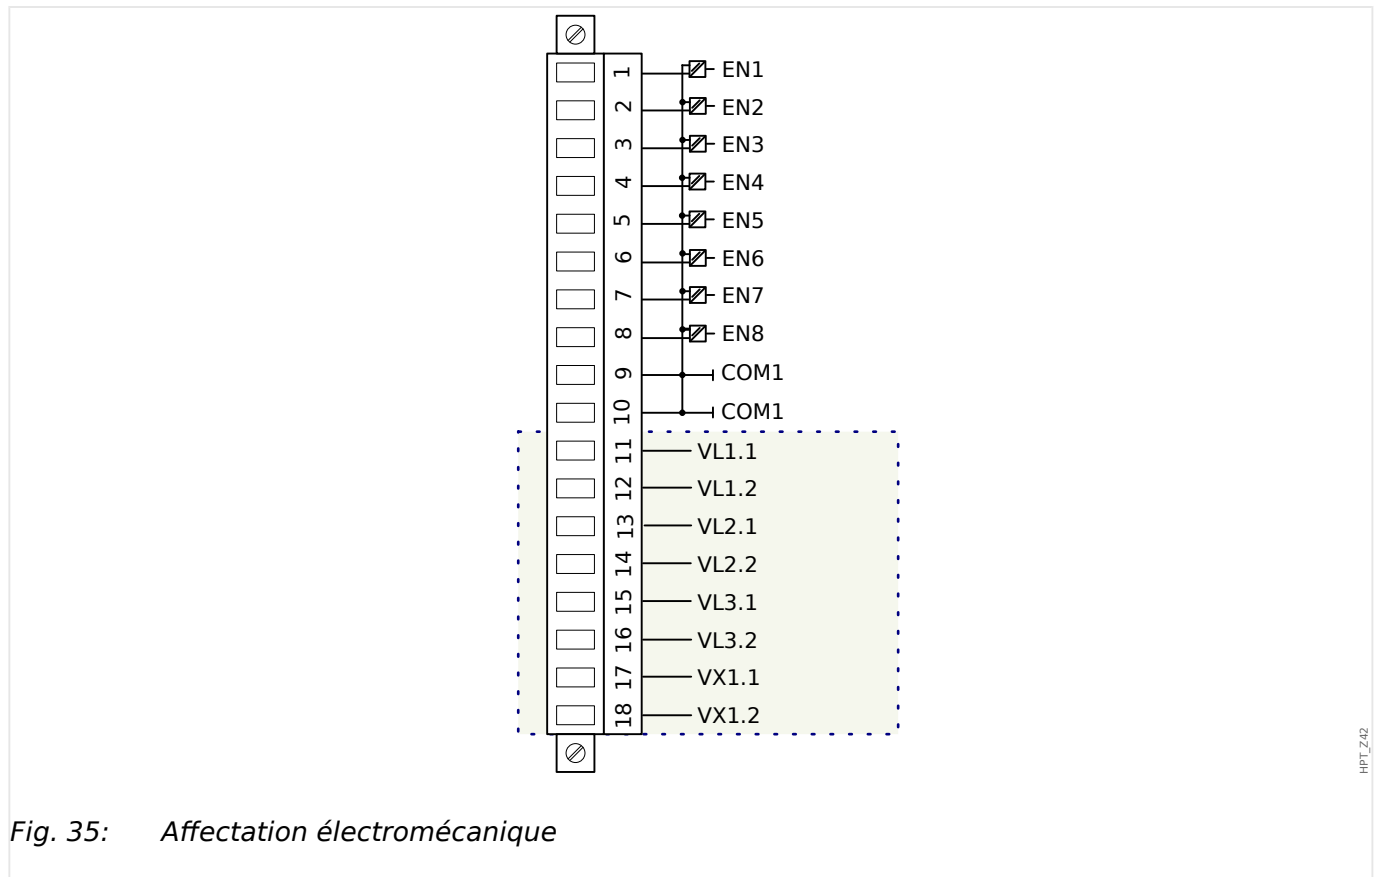 1 EN1
2 EN2
3 EN3
4 EN4
5 EN5
6 EN6
7 EN7
8 EN8
9 COM1
10 COM1
11 VL1.1
12 VL1.2
13 VL2.1
14 VL2.2
15 VL3.1
16 VL3.2
17 VX1.1
18 VX1.2
HPT_Z42
Fig. 35: Affectation électromécanique